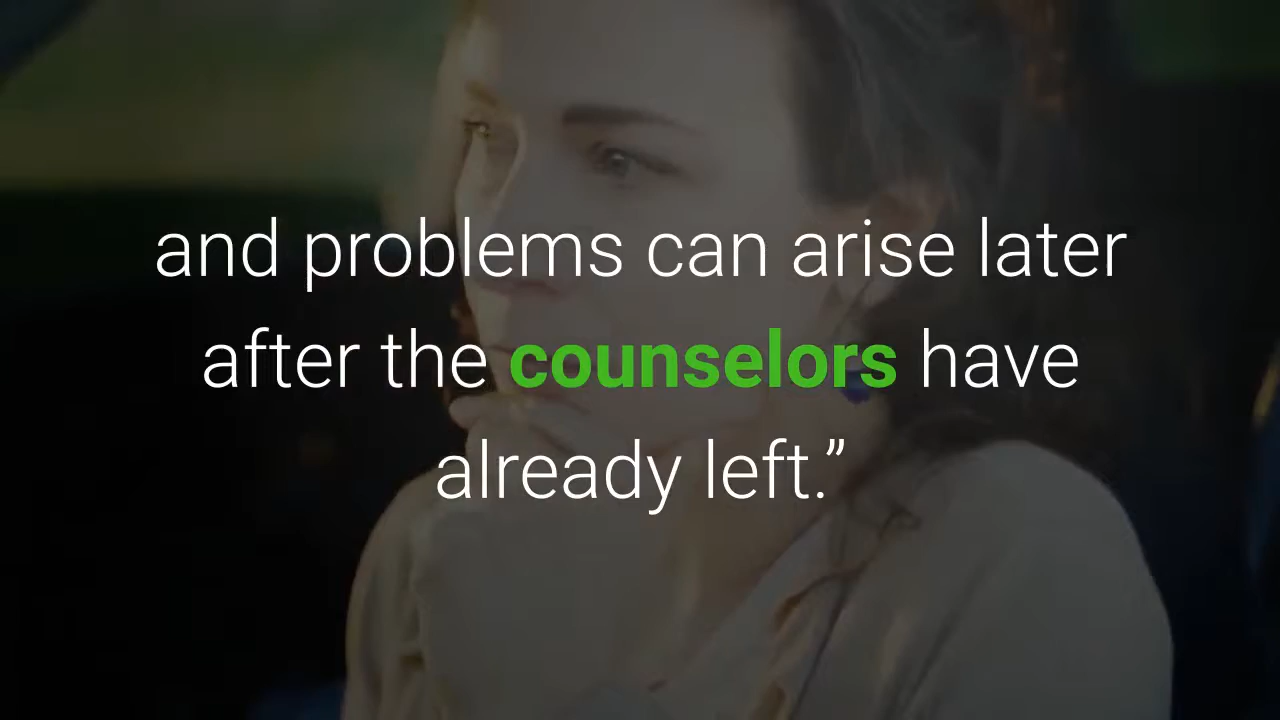 and problems can arise later
after the counselors have
already left.”